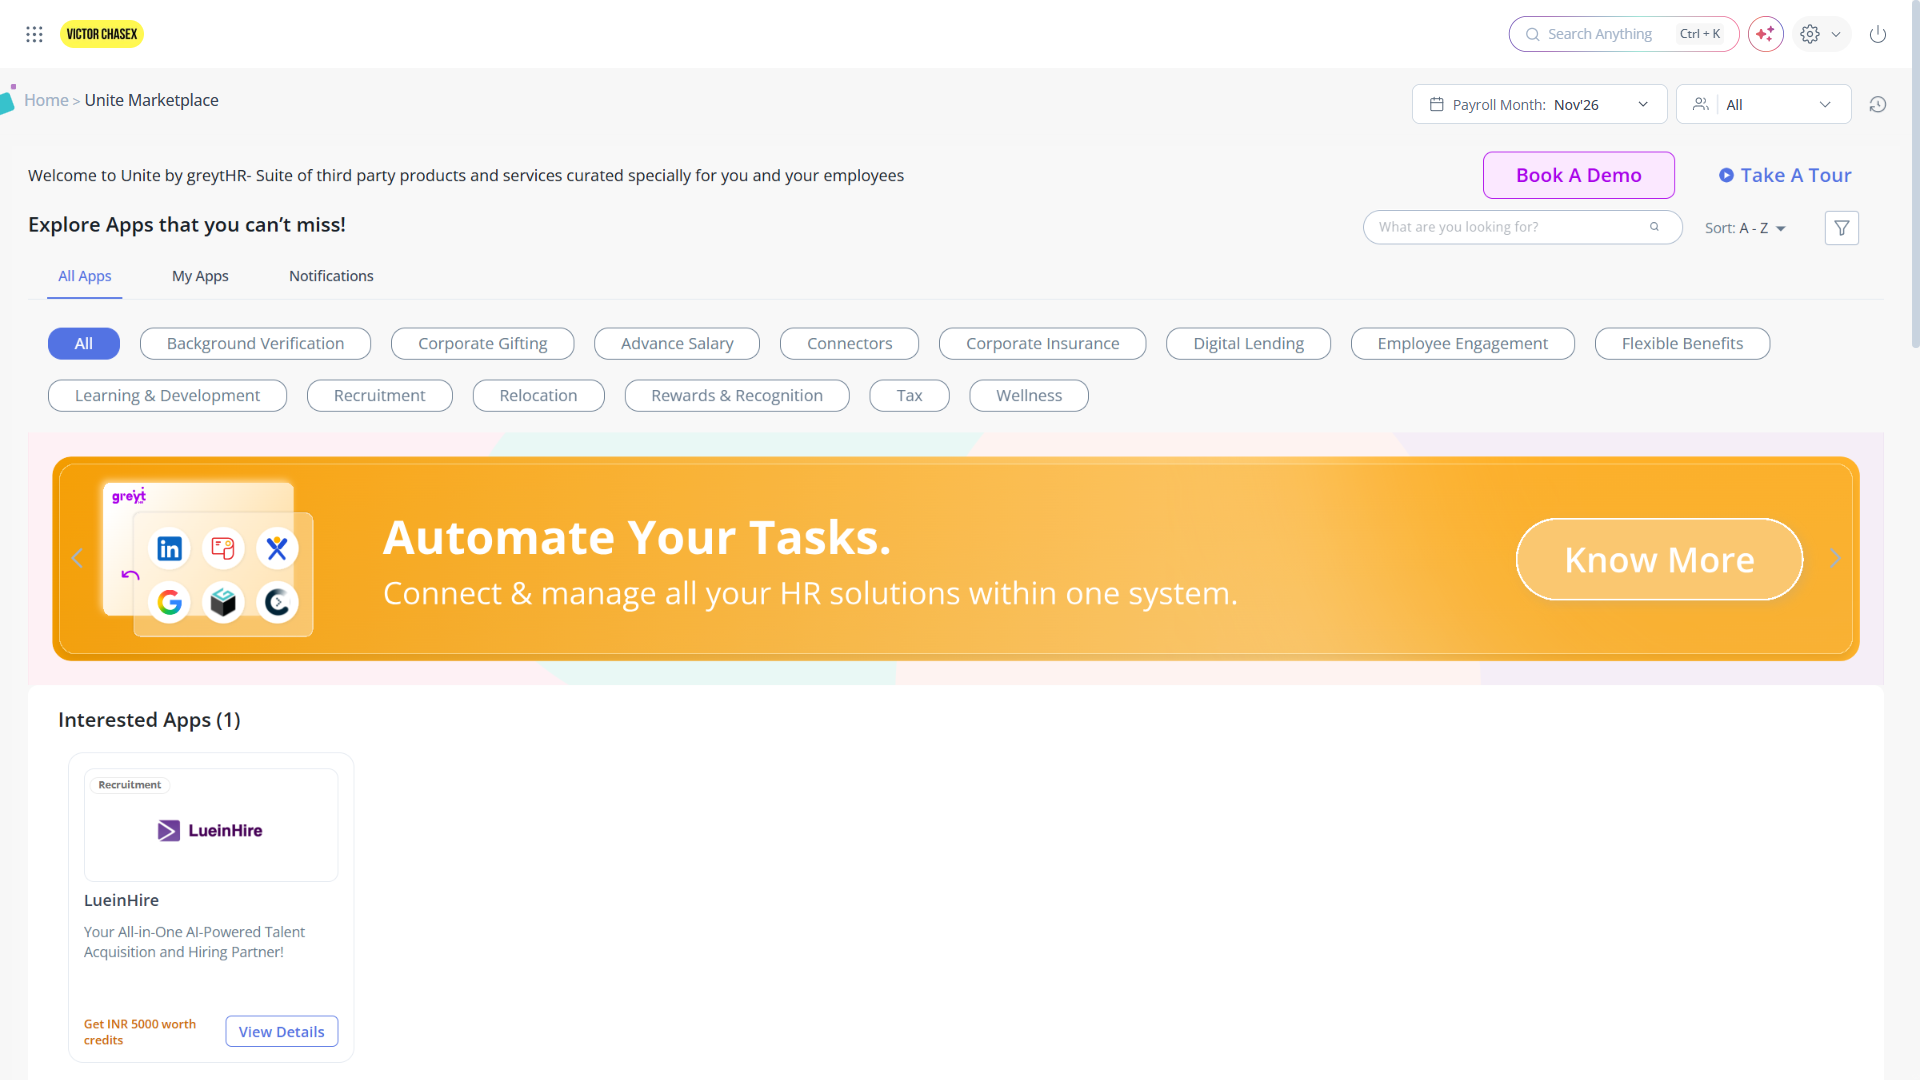 VICTOR CHASEX
Search Anything
Ctrl + K
Home > Unite Marketplace
Payroll Month: Nov'26
All
Welcome to Unite by greytHR- Suite of third party products and services curated specially for you and your employees
Book A Demo
Take A Tour
Explore Apps that you can’t miss!
What are you looking for?
Sort: A - Z
All Apps
My Apps
Notifications
All
Background Verification
Corporate Gifting
Advance Salary
Connectors
Corporate Insurance
Digital Lending
Employee Engagement
Flexible Benefits
Learning & Development
Recruitment
Relocation
Rewards & Recognition
Tax
Wellness
greyt
in
Automate Your Tasks.
Connect & manage all your HR solutions within one system.
Know More
Interested Apps (1)
Recruitment
LueinHire
LueinHire
Your All-in-One AI-Powered Talent
Acquisition and Hiring Partner!
Get INR 5000 worth
credits
View Details